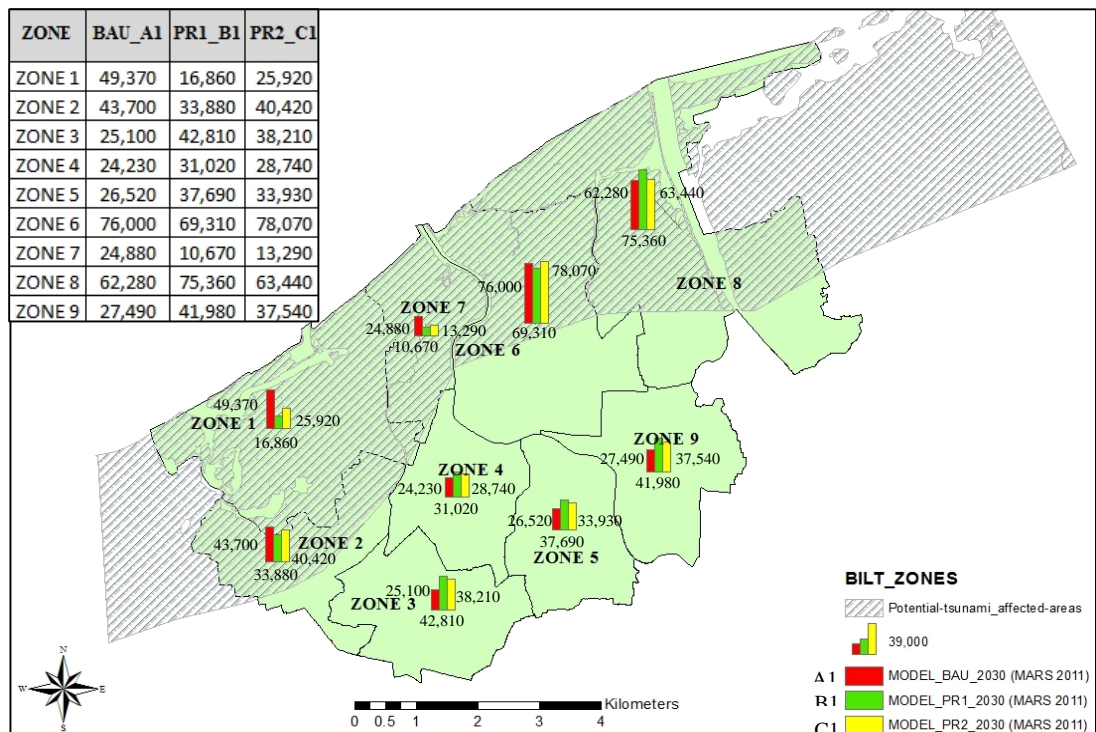 ZONE BAU_A1 PR1_B1 PR2_C1
ZONE 1 49,370 16,860 25,920
ZONE 2 43,700 33,880 40,420
ZONE 3 25,100 42,810 38,210
ZONE 4 24,230 31,020 28,740
ZONE 5 26,520 37,690 33,930
ZONE 6 76,000 69,310 78,070
ZONE 7 24,880 10,670 13,290
ZONE 8 62,280 75,360 63,440
ZONE 9 27,490 41,980 37,540
62,280 63,440
75,360
ZONE 8
76,000 78,070
69,310
ZONE 6
ZONE 7
24,880 13,290
10,670
49,370
ZONE 1 25,920
16,860
ZONE 9
27,490 37,540
41,980
ZONE 4
24,230 28,740
31,020
26,520 33,930
37,690
ZONE 5
43,700 ZONE 2
40,420
33,880
25,100 38,210
ZONE 3
42,810
N
W E
S
Kilometers
0 0.5 1 2 3 4
BILT_ZONES
Potential-tsunami_affected-areas
39,000
A1 MODEL_BAU_2030 (MARS 2011)
B1 MODEL_PR1_2030 (MARS 2011)
C1 MODEL_PR2_2030 (MARS 2011)